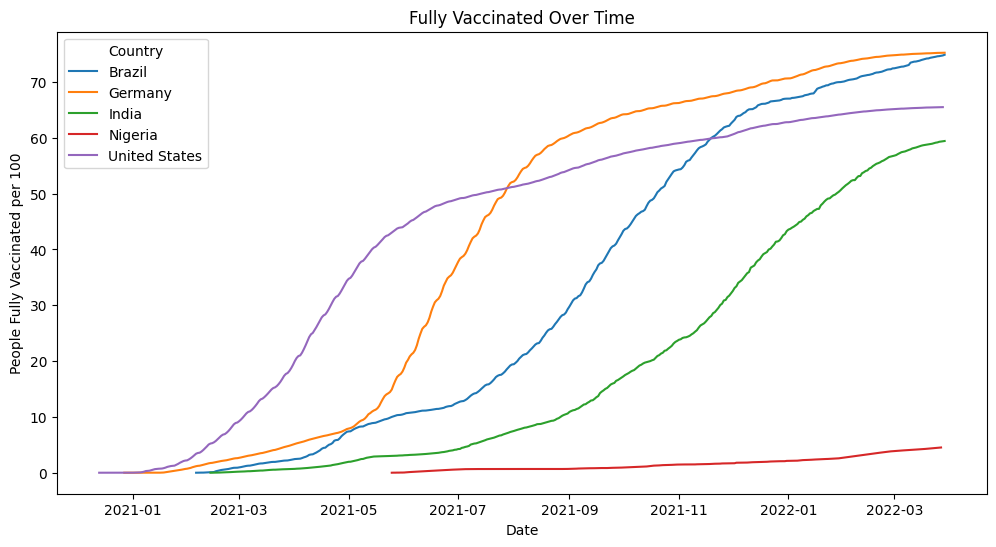 Fully Vaccinated Over Time
Country
Brazil
Germany
India
Nigeria
United States
People Fully Vaccinated per 100
70
60
50
40
30
20
10
0
2021-01 2021-03 2021-05 2021-07 2021-09 2021-11 2022-01 2022-03
Date